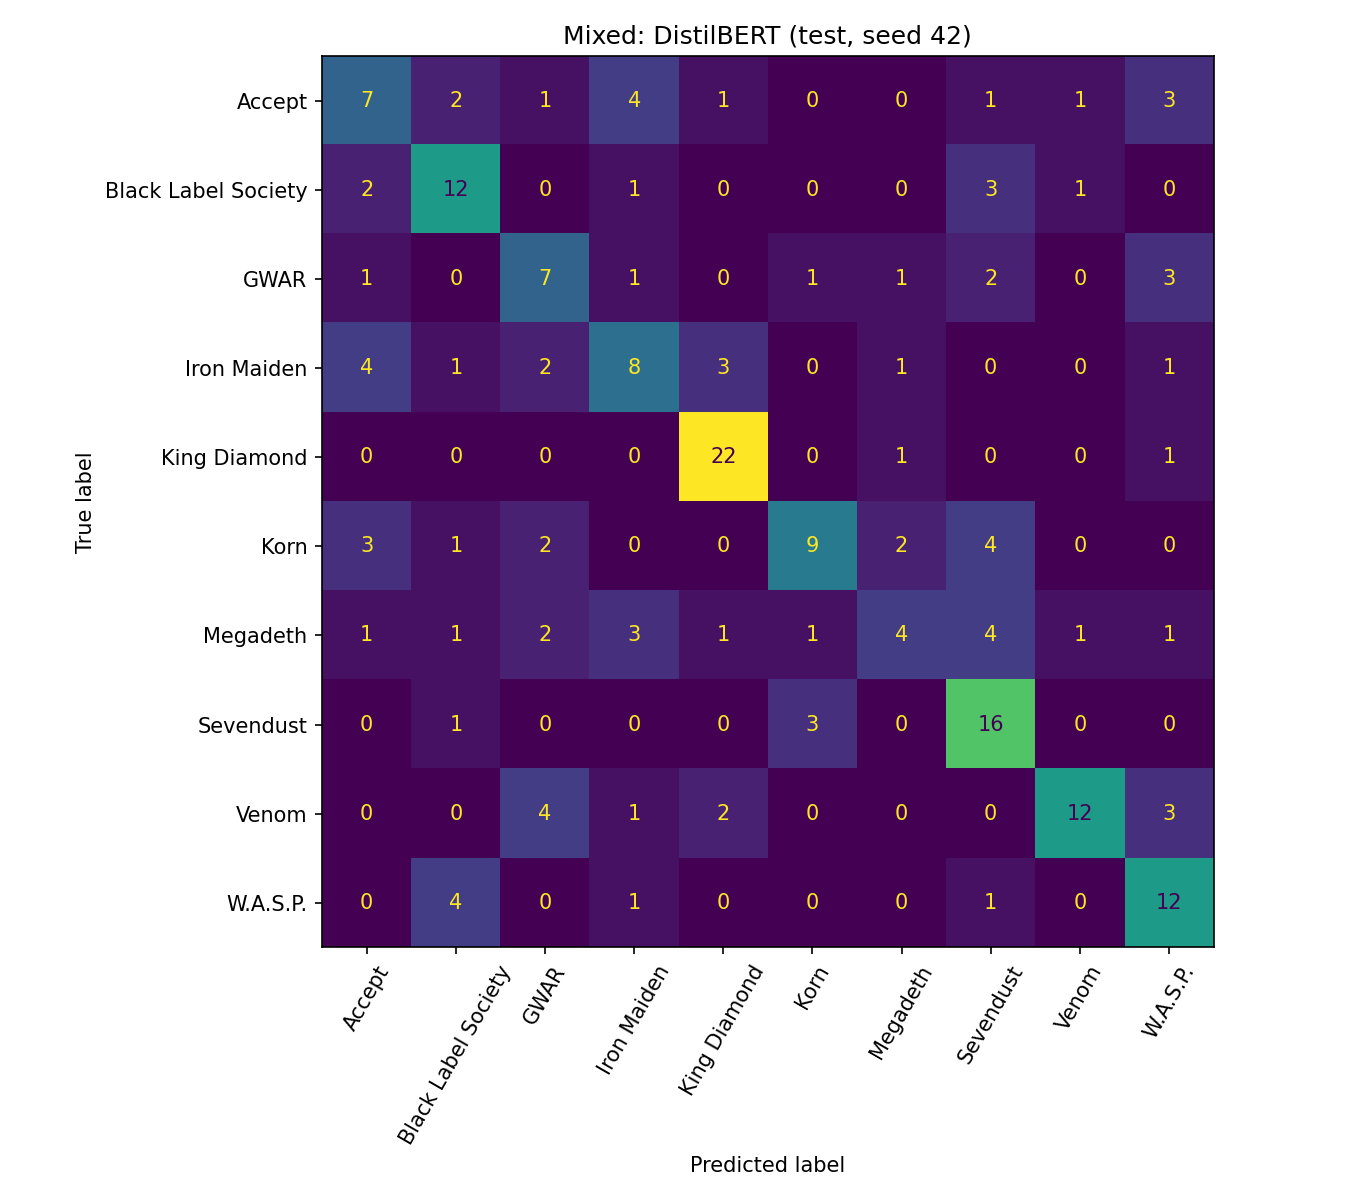 Mixed: DistilBERT (test, seed 42)
Accept 7 2 1 4 1 0 0 1 1 3
Black Label Society 2 12 0 1 0 0 0 3 1 0
GWAR 1 0 7 1 0 1 1 2 0 3
Iron Maiden 4 1 2 8 3 0 1 0 0 1
King Diamond 0 0 0 0 22 0 1 0 0 1
Korn 3 1 2 0 0 9 2 4 0 0
Megadeth 1 1 2 3 1 1 4 4 1 1
Sevendust 0 1 0 0 0 3 0 16 0 0
Venom 0 0 4 1 2 0 0 0 12 3
W.A.S.P. 0 4 0 1 0 0 0 1 0 12
True label
Accept Black Label Society GWAR Iron Maiden King Diamond Korn Megadeth Sevendust Venom W.A.S.P.
Predicted label